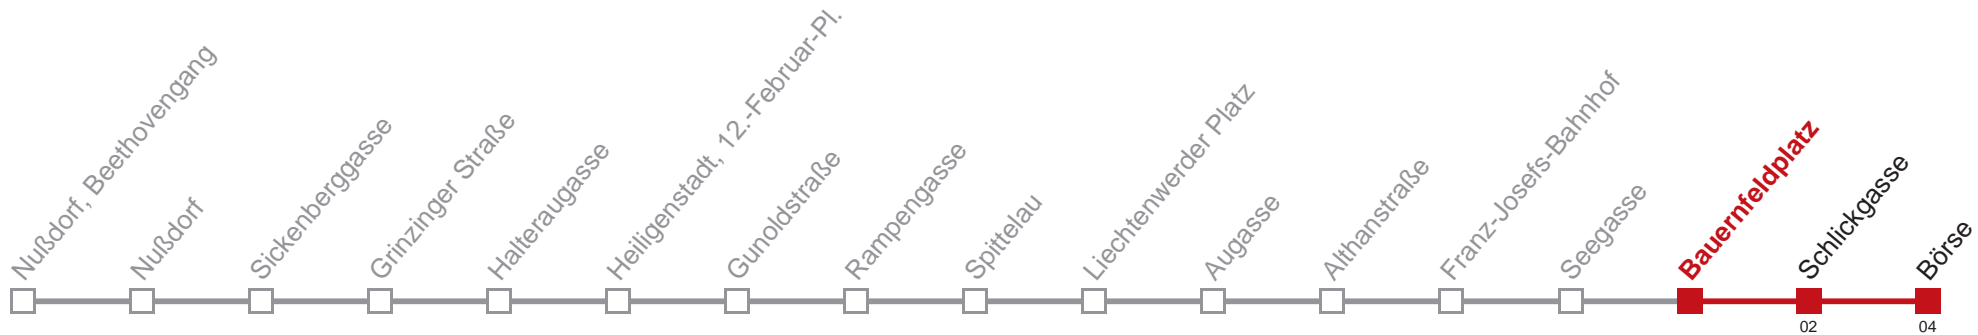 Nußdorf, Beethovengang
Nußdorf
Sickenberggasse
Grinzinger Straße
Halteraugasse
Heiligenstadt, 12.-Februar-Pl.
Gunoldstraße
Rampengasse
Spittelau
Liechtenwerder Platz
Augasse
Althanstraße
Franz-Josefs-Bahnhof
Seegasse
Bauernfeldplatz
Schlickgasse
Börse
02
04